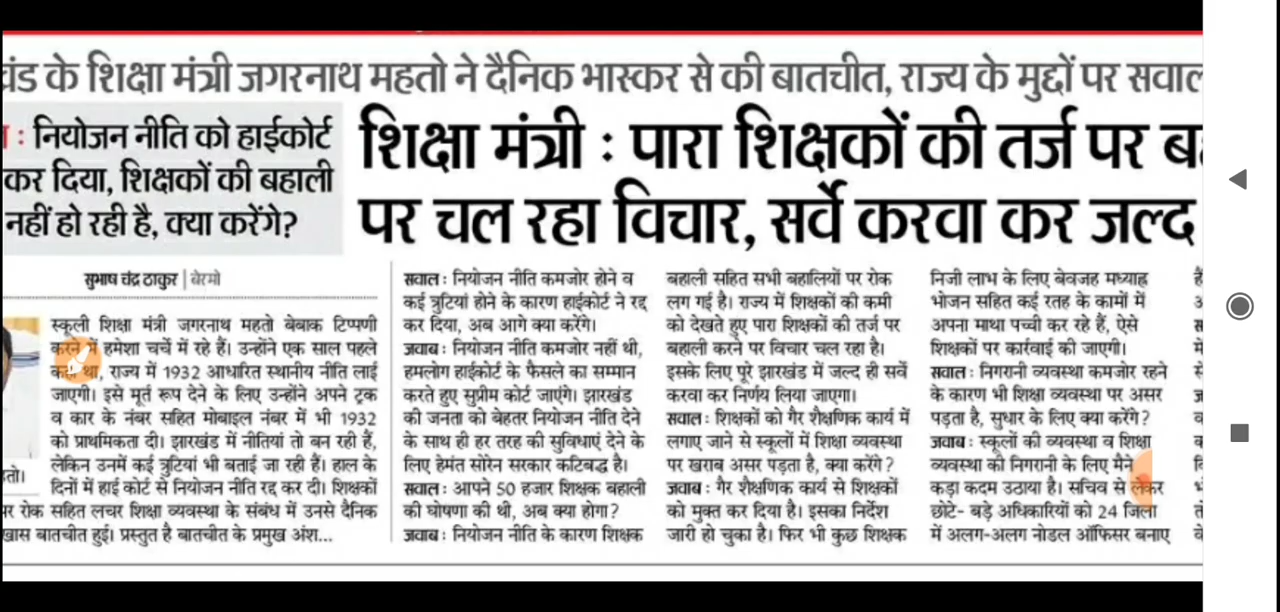 के शिक्षा मंत्री जगरनाथ महतो ने दैनिक भास्कर से की बातचीत, राज्य के मुद्दों पर सवाल
: नियोजन नीति को हाईकोर्ट
कर दिया, शिक्षकों की बहाली
नहीं हो रही है, क्या करेंगे?
शिक्षा मंत्री : पारा शिक्षकों की तर्ज पर
पर चल रहा विचार, सर्वे करवा कर जल्द
सुभाष चंद्र ठाकुर | बेरमो
स्कूली शिक्षा मंत्री जगरनाथ महतो बेबाक टिप्पणी
करने में हमेशा चर्चे में रहे हैं। उन्होंने एक साल पहले
कहा था, राज्य में 1932 आधारित स्थानीय नीति लाई
जाएगी। इसे मूर्त रूप देने के लिए उन्होंने अपने ट्रक
व कार के नंबर सहित मोबाइल नंबर में भी 1932
को प्राथमिकता दी। झारखंड में नीतियां तो बन रही हैं,
लेकिन उनमें कई त्रुटियां भी बताई जा रही हैं। हाल के
दिनों में हाई कोर्ट से नियोजन नीति रद्द कर दी। शिक्षकों
पर रोक सहित लचर शिक्षा व्यवस्था के संबंध में उनसे दैनिक
खास बातचीत हुई। प्रस्तुत है बातचीत के प्रमुख अंश...
सवाल : नियोजन नीति कमजोर होने व
कई त्रुटियां होने के कारण हाईकोर्ट ने रद्द
कर दिया, अब आगे क्या करेंगे।
जवाब : नियोजन नीति कमजोर नहीं थी,
हमलोग हाईकोर्ट के फैसले का सम्मान
करते हुए सुप्रीम कोर्ट जाएंगे। झारखंड
की जनता को बेहतर नियोजन नीति देने
के साथ ही हर तरह की सुविधाएं देने के
लिए हेमंत सोरेन सरकार कटिबद्ध है।
सवाल : आपने 50 हजार शिक्षक बहाली
की घोषणा की थी, अब क्या होगा?
जवाब : नियोजन नीति के कारण शिक्षक
बहाली सहित सभी बहालियों पर रोक
लग गई है। राज्य में शिक्षकों की कमी
को देखते हुए पारा शिक्षकों की तर्ज पर
बहाली करने पर विचार चल रहा है।
इसके लिए पूरे झारखंड में जल्द ही सर्वे
करवा कर निर्णय लिया जाएगा।
सवाल : शिक्षकों को गैर शैक्षणिक कार्य में
लगाए जाने से स्कूलों में शिक्षा व्यवस्था
पर खराब असर पड़ता है, क्या करेंगे ?
जवाब : गैर शैक्षणिक कार्य से शिक्षकों
को मुक्त कर दिया है। इसका निर्देश
जारी हो चुका है। फिर भी कुछ शिक्षक
निजी लाभ के लिए बेवजह मध्याह्न
भोजन सहित कई रतह के कामों में
अपना माथा पच्ची कर रहे हैं, ऐसे
शिक्षकों पर कार्रवाई की जाएगी।
सवाल : निगरानी व्यवस्था कमजोर रहने
के कारण भी शिक्षा व्यवस्था पर असर
पड़ता है, सुधार के लिए क्या करेंगे?
जवाब : स्कूलों की व्यवस्था व शिक्षा
व्यवस्था की निगरानी के लिए मैने
कड़ा कदम उठाया है। सचिव से लेकर
छोटे- बड़े अधिकारियों को 24 जिला
में अलग-अलग नोडल ऑफिसर बनाए